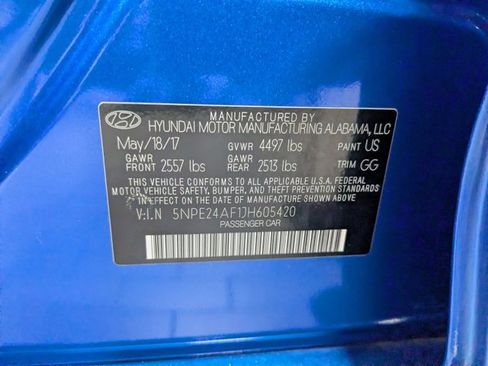 MANUFACTURED BY
HYUNDAI MOTOR MANUFACTURING ALABAMA, LLC
May/18/17 GVWR 4497 lbs PAINT US
GAWR GAWR
FRONT 2557 lbs REAR 2513 lbs TRIM GG
THIS VEHICLE CONFORMS TO ALL APPLICABLE U.S.A. FEDERAL
MOTOR VEHICLE SAFETY, BUMPER, AND THEFT PREVENTION STANDARDS
IN EFFECT ON THE DATE OF MANUFACTURE SHOWN ABOVE.
V.I.N 5NPE24AF1JH605420
PASSENGER CAR